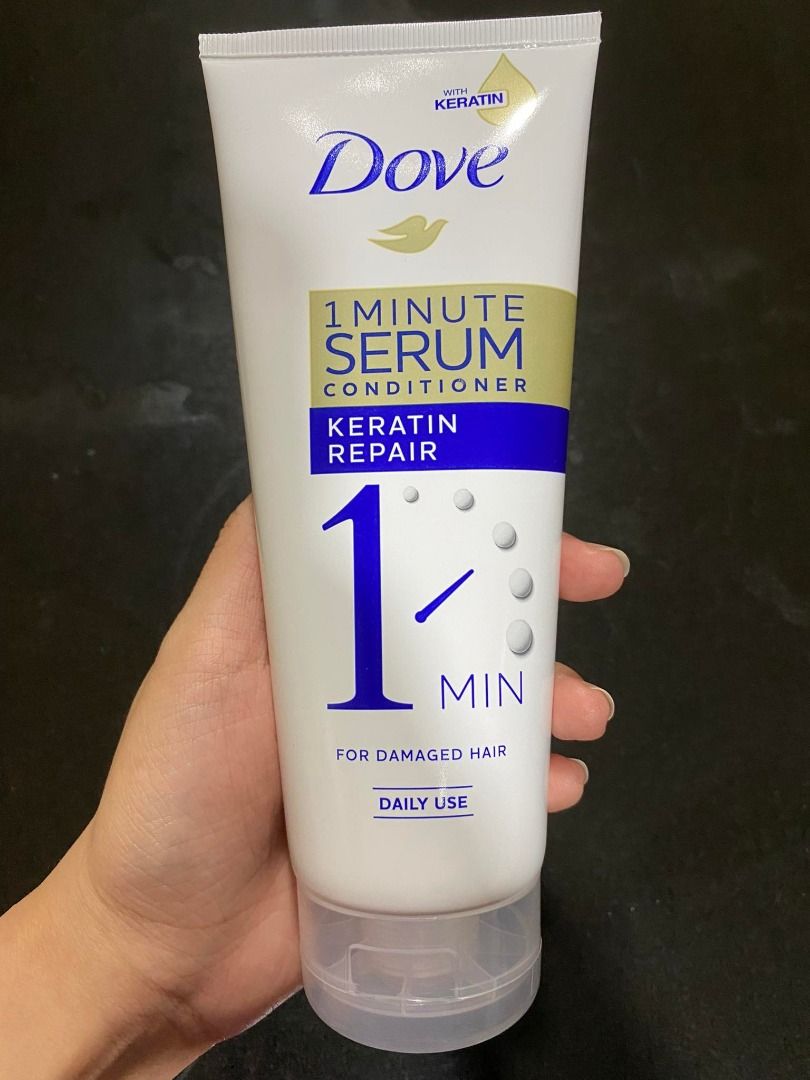 WITH
KERATIN
Dove
1 MINUTE
SERUM
CONDITIONER
KERATIN
REPAIR
1 MIN
FOR DAMAGED HAIR
DAILY USE